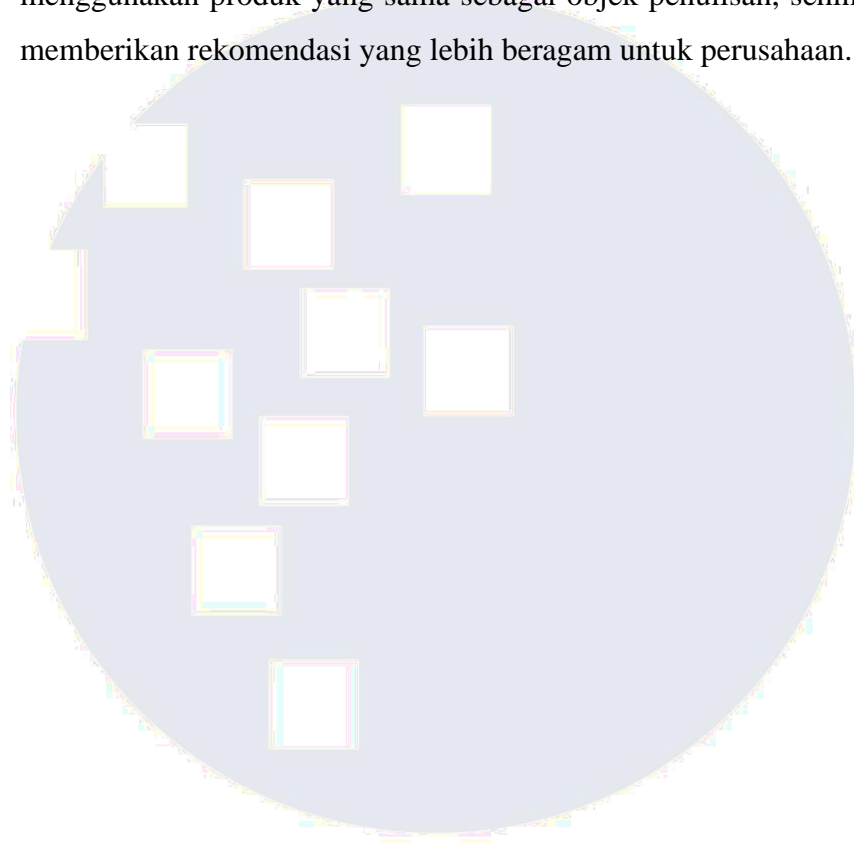 menggunakan produk yang sama sebagai objek penulisan,
memberikan rekomendasi yang lebih beragam untuk perusahaan.